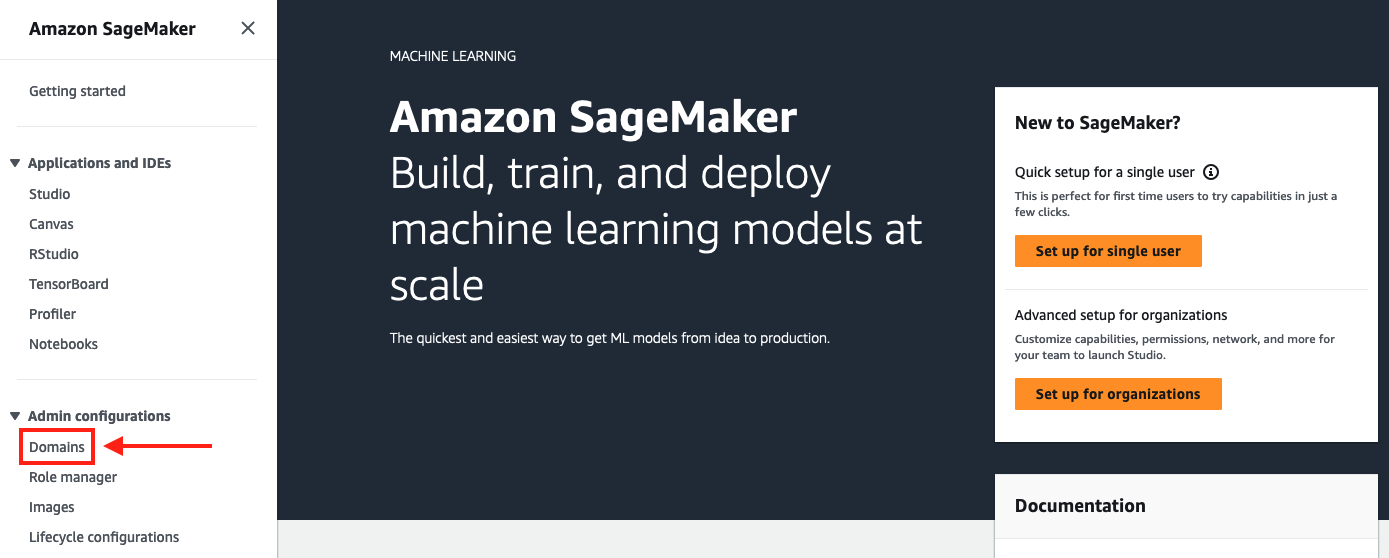 Amazon SageMaker
Getting started
Applications and IDEs
Studio
Canvas
RStudio
TensorBoard
Profiler
Notebooks
Admin configurations
Domains
Role manager
Images
Lifecycle configurations
MACHINE LEARNING
Amazon SageMaker
Build, train, and deploy
machine learning models at
scale
The quickest and easiest way to get ML models from idea to production.
New to SageMaker?
Quick setup for a single user
This is perfect for first time users to try capabilities in just a
few clicks.
Set up for single user
Advanced setup for organizations
Customize capabilities, permissions, network, and more for
your team to launch Studio.
Set up for organizations
Documentation